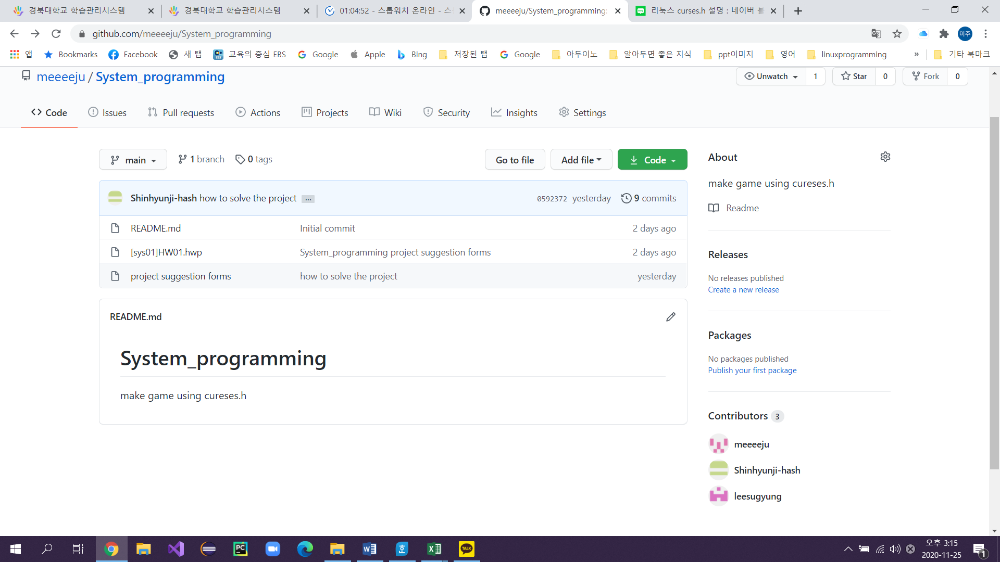 경북대학교 학습관리시스템
경북대학교 학습관리시스템
01:04:52 - 스톱워치 온라인 - 스
meeeeju/System_programming:
리눅스 curses.h 설명 : 네이버 블
github.com/meeeeju/System_programming
미주
앱 Bookmarks Facebook 새 탭 교육의 중심 EBS Google Apple Bing 저장된 탭 Google 아두이노 알아두면 좋은 지식 ppt이미지 영어 linuxprogramming » 기타 북마크
meeeeju / System_programming
Unwatch 1 Star 0 Fork 0
Code Issues Pull requests Actions Projects Wiki Security Insights Settings
main 1 branch 0 tags Go to file Add file Code
Shinhyunji-hash how to solve the project ... 0592372 yesterday 9 commits
README.md Initial commit 2 days ago
[sys01]HW01.hwp System_programming project suggestion forms 2 days ago
project suggestion forms how to solve the project yesterday
README.md
System_programming
make game using cureses.h
About
make game using cureses.h
Readme
Releases
No releases published
Create a new release
Packages
No packages published
Publish your first package
Contributors 3
meeeeju
Shinhyunji-hash
leesugyung
PC
TALK
오후 3:15
2020-11-25
1